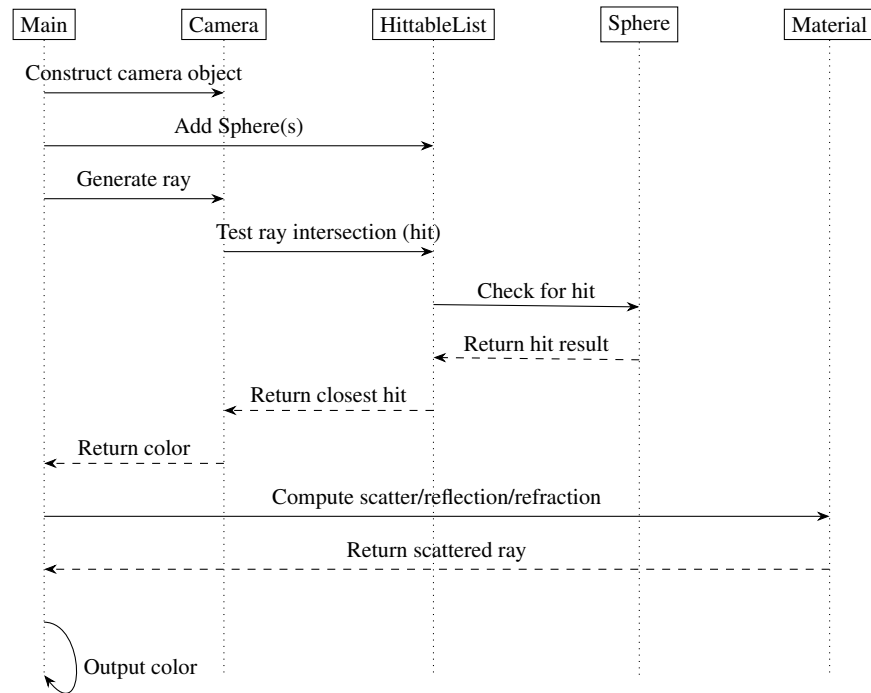 Main
Camera
HittableList
Sphere
Material
Construct camera object
Add Sphere(s)
Generate ray
Test ray intersection (hit)
Check for hit
Return hit result
Return closest hit
Return color
Compute scatter/reflection/refraction
Return scattered ray
Output color